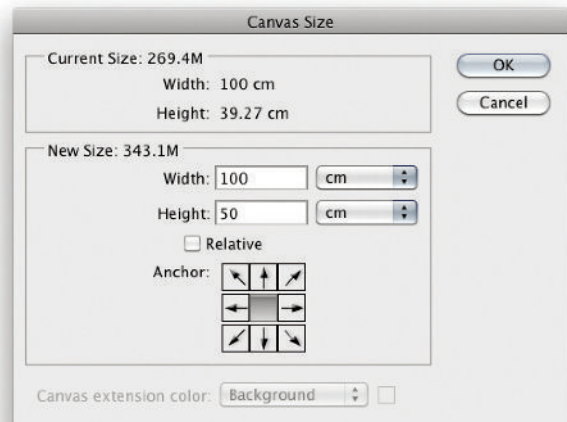 Canvas Size
Current Size: 269.4M
Width: 100 cm
Height: 39.27 cm
OK
Cancel
New Size: 343.1M
Width: 100 cm
Height: 50 cm
Relative
Anchor:
Canvas extension color: Background